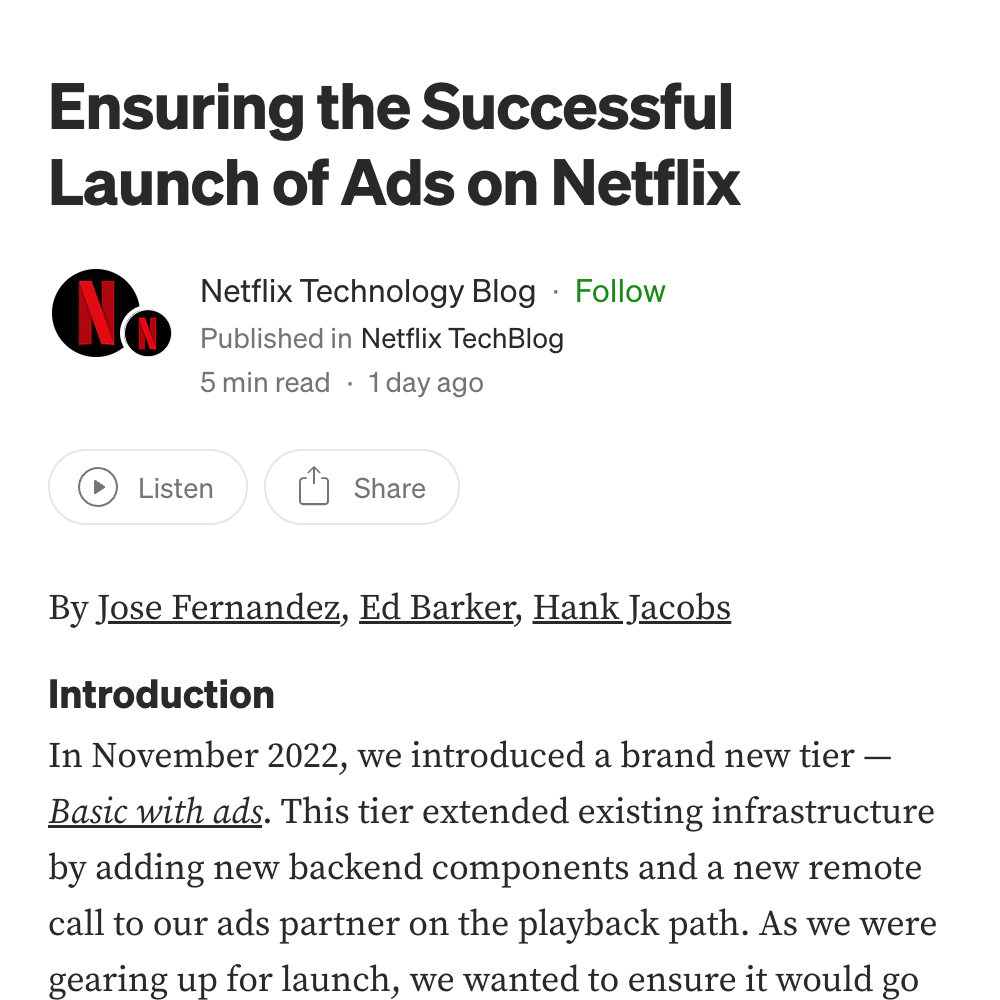 Ensuring the Successful
Launch of Ads on Netflix
Netflix Technology Blog · Follow
Published in Netflix TechBlog
5 min read · 1 day ago
Listen Share
By Jose Fernandez, Ed Barker, Hank Jacobs
Introduction
In November 2022, we introduced a brand new tier —
Basic with ads. This tier extended existing infrastructure
by adding new backend components and a new remote
call to our ads partner on the playback path. As we were
gearing up for launch, we wanted to ensure it would go